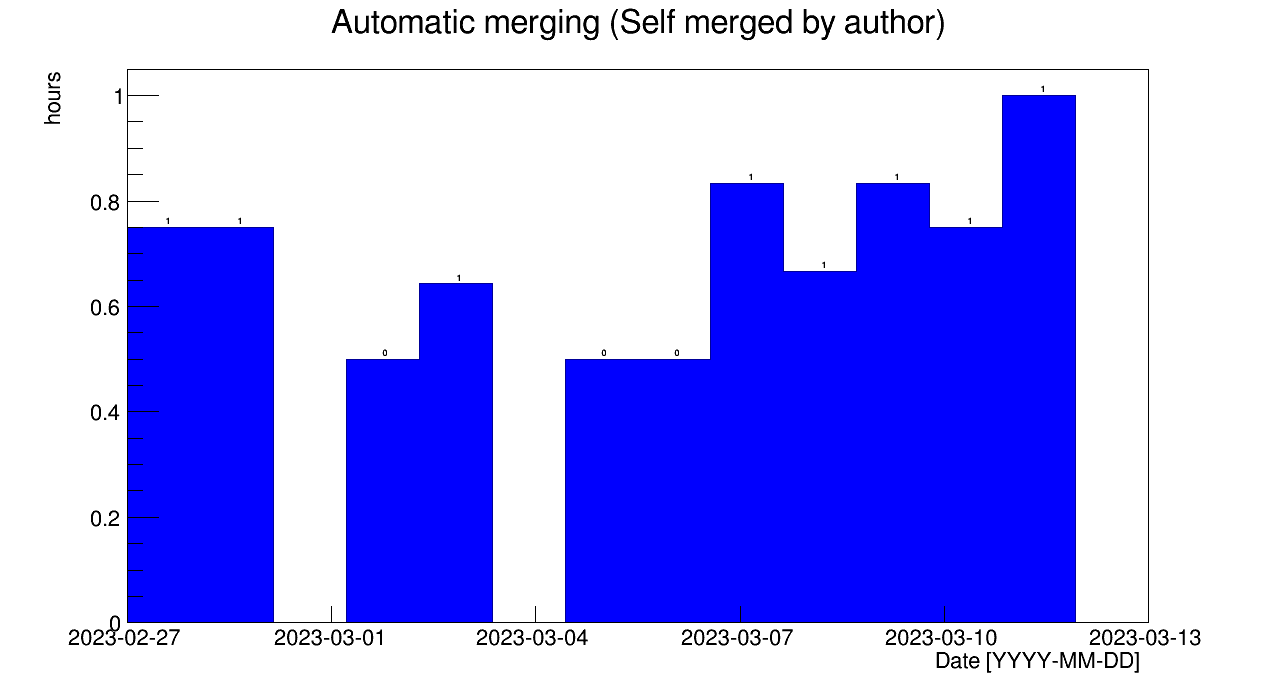 Automatic merging (Self merged by author)
hours
1
0.8
0.6
0.4
0.2
0
1 1 0 1 0 0 1 1 1 1 1
2023-02-27 2023-03-01 2023-03-04 2023-03-07 2023-03-10 2023-03-13
Date [YYYY-MM-DD]